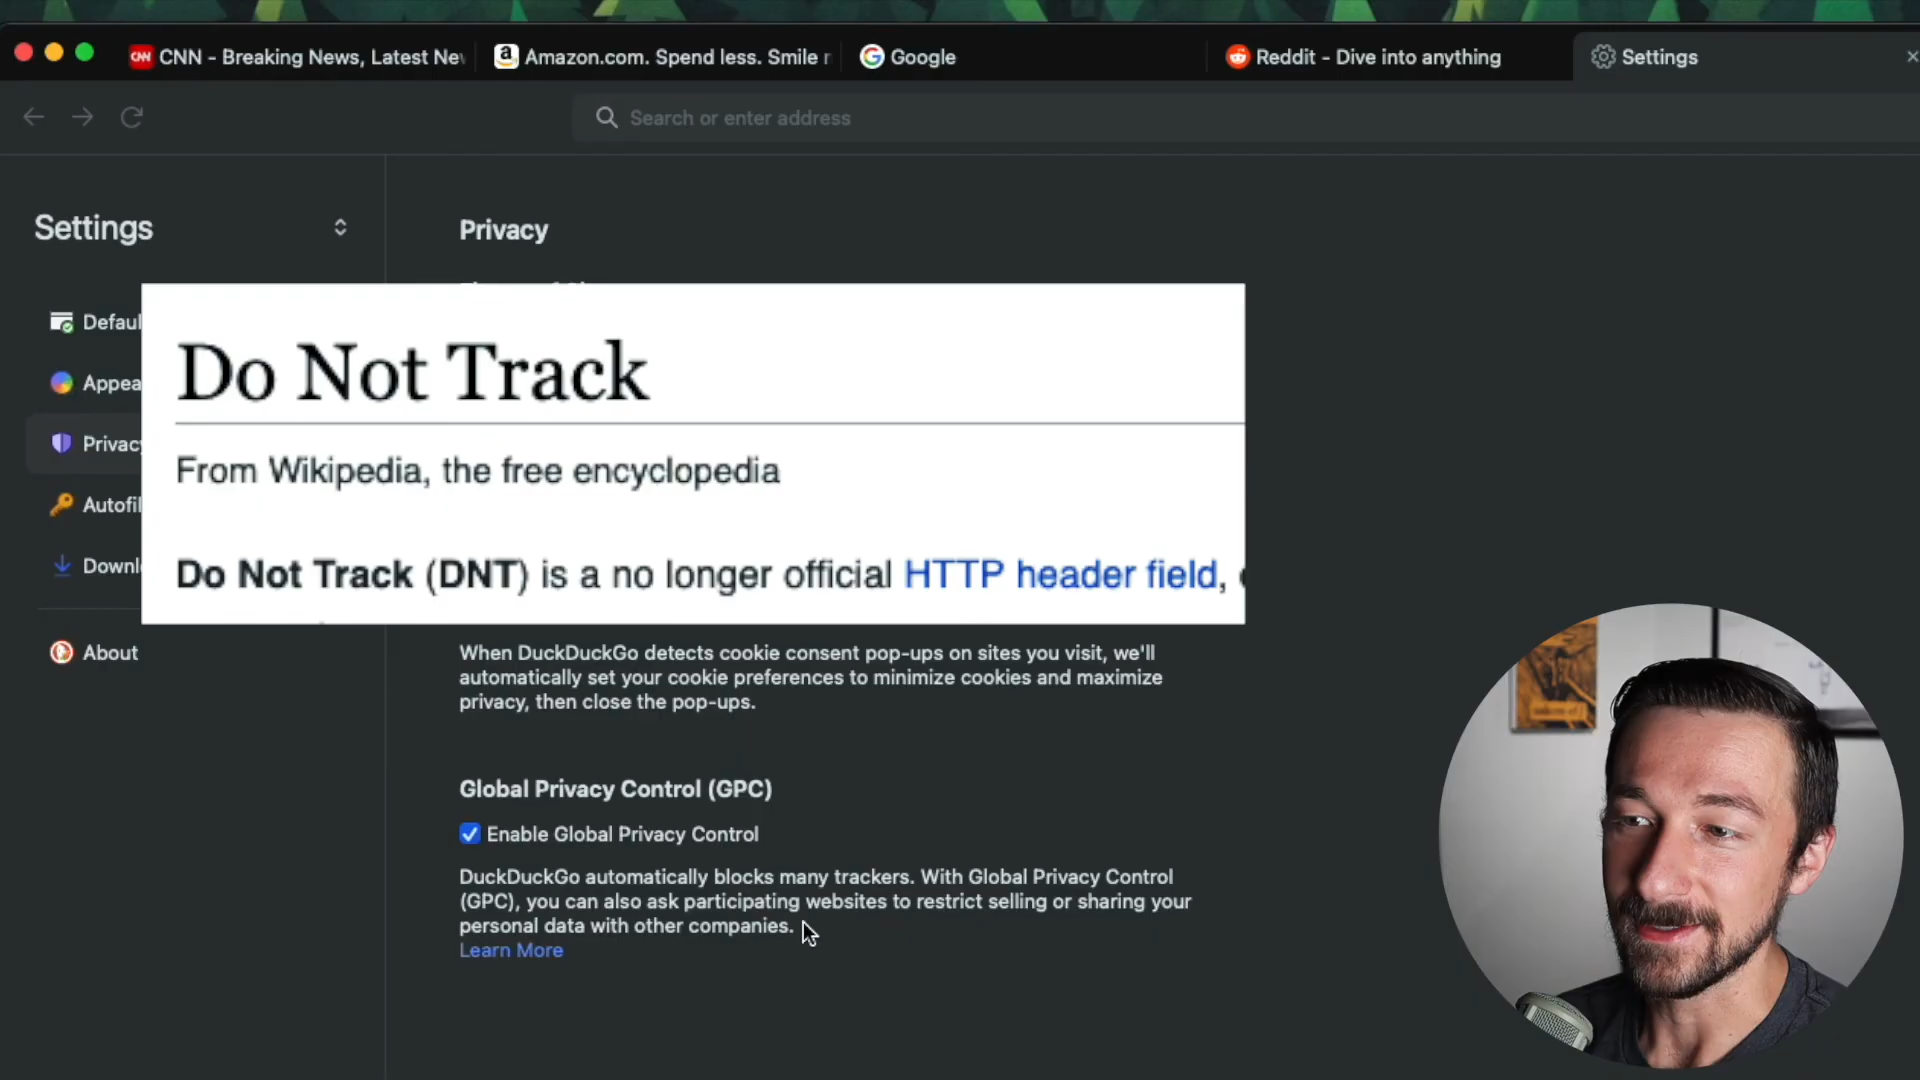 CNN - Breaking News, Latest Nev
Amazon.com. Spend less. Smile r
Google
Reddit - Dive into anything
Settings
Search or enter address
Settings
Privacy
Defaul
Appea
Privacy
Autofil
Downl
About
Do Not Track
From Wikipedia, the free encyclopedia
Do Not Track (DNT) is a no longer official HTTP header field,
When DuckDuckGo detects cookie consent pop-ups on sites you visit, we'll
automatically set your cookie preferences to minimize cookies and maximize
privacy, then close the pop-ups.
Global Privacy Control (GPC)
Enable Global Privacy Control
DuckDuckGo automatically blocks many trackers. With Global Privacy Control
(GPC), you can also ask participating websites to restrict selling or sharing your
personal data with other companies.
Learn More